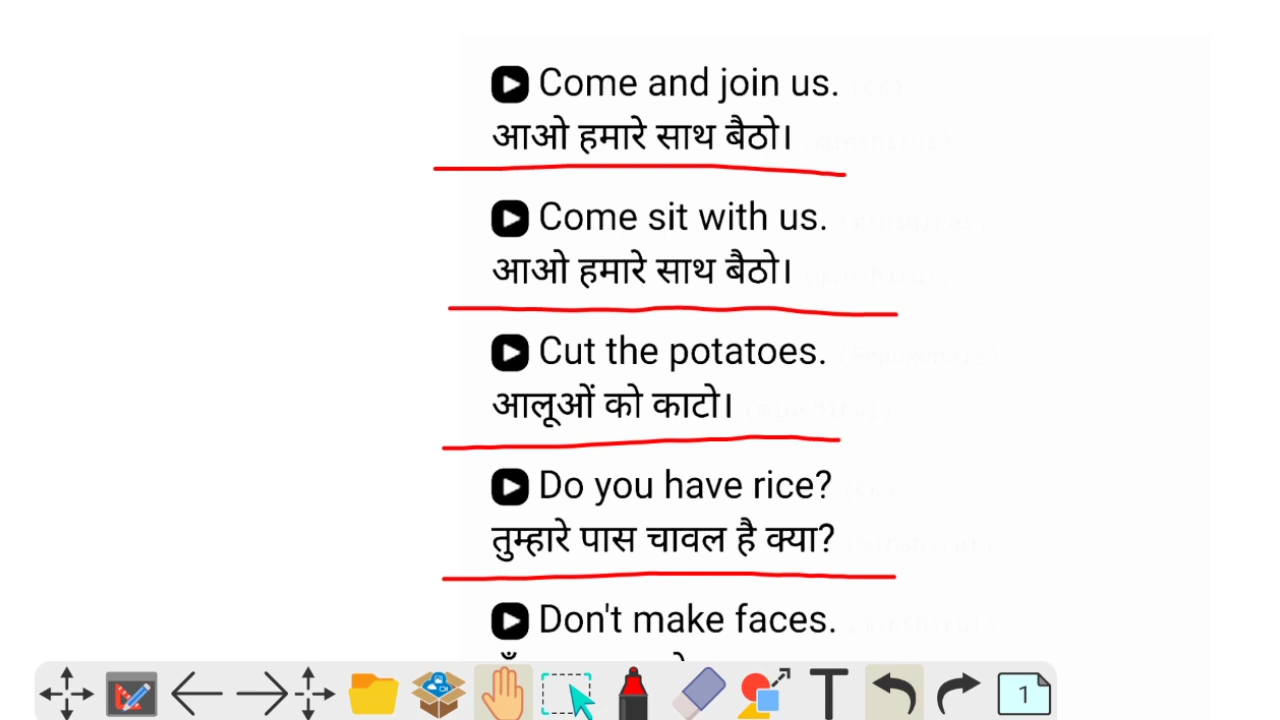 Come and join us.
आओ हमारे साथ बैठो।
Come sit with us.
आओ हमारे साथ बैठो।
Cut the potatoes.
आलूओं को काटो।
Do you have rice?
तुम्हारे पास चावल है क्या?
Don't make faces.
1